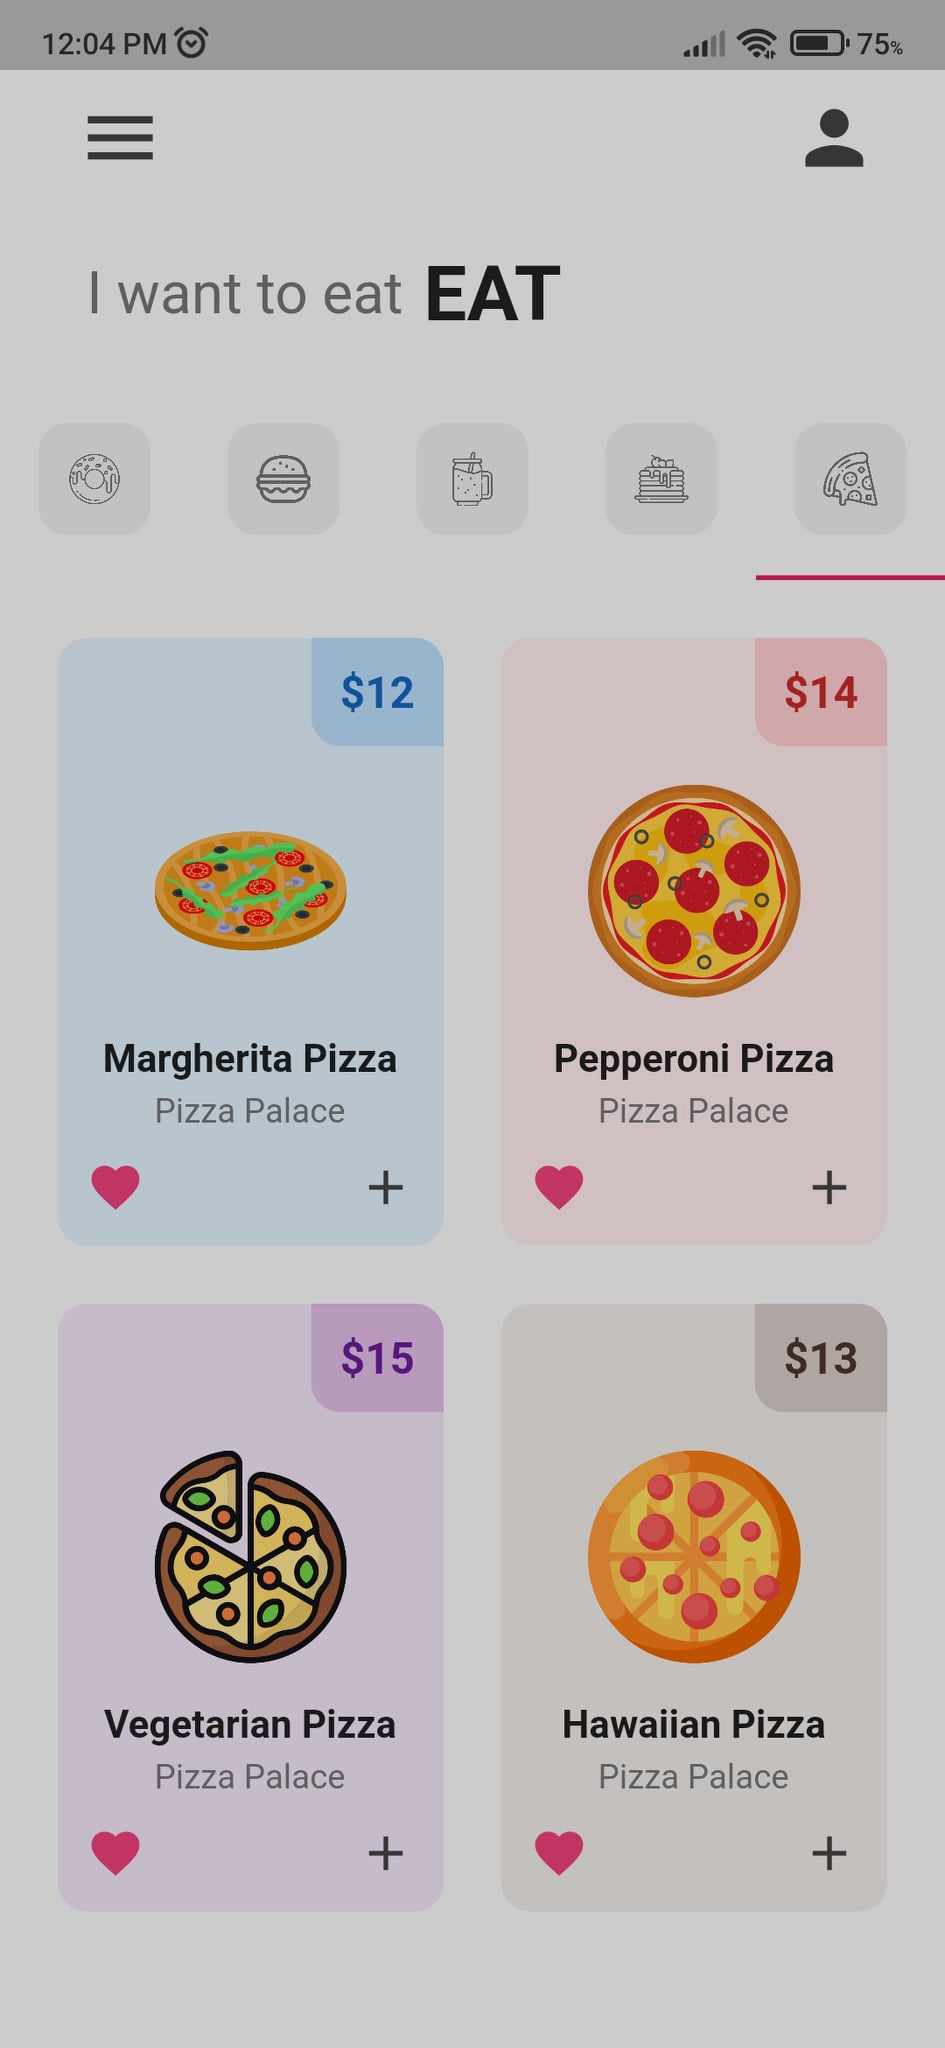 12:04 PM 75%
I want to eat EAT
$12
$14
Margherita Pizza
Pizza Palace
Pepperoni Pizza
Pizza Palace
$15
$13
Vegetarian Pizza
Pizza Palace
Hawaiian Pizza
Pizza Palace